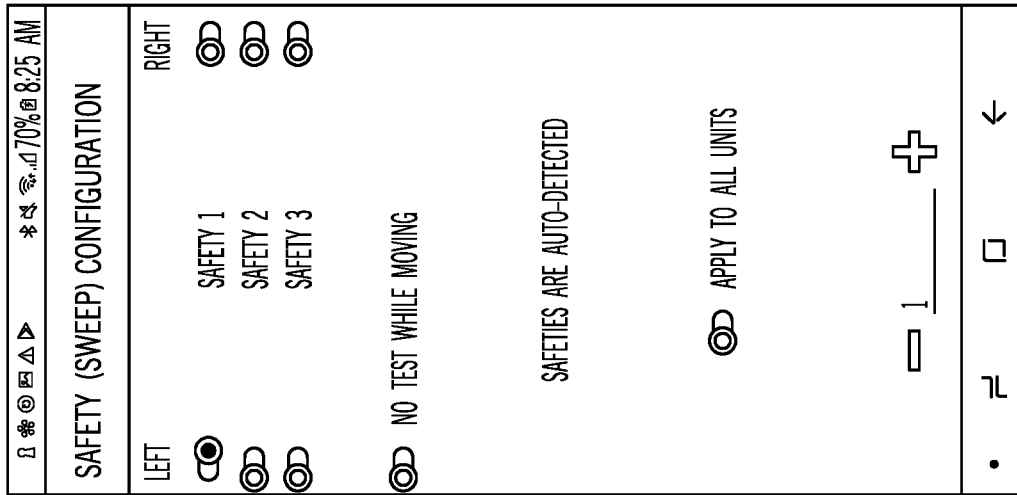 70% 8:25 AM
SAFETY (SWEEP) CONFIGURATION
LEFT RIGHT
SAFETY 1
SAFETY 2
SAFETY 3
NO TEST WHILE MOVING
SAFETIES ARE AUTO-DETECTED
APPLY TO ALL UNITS
1